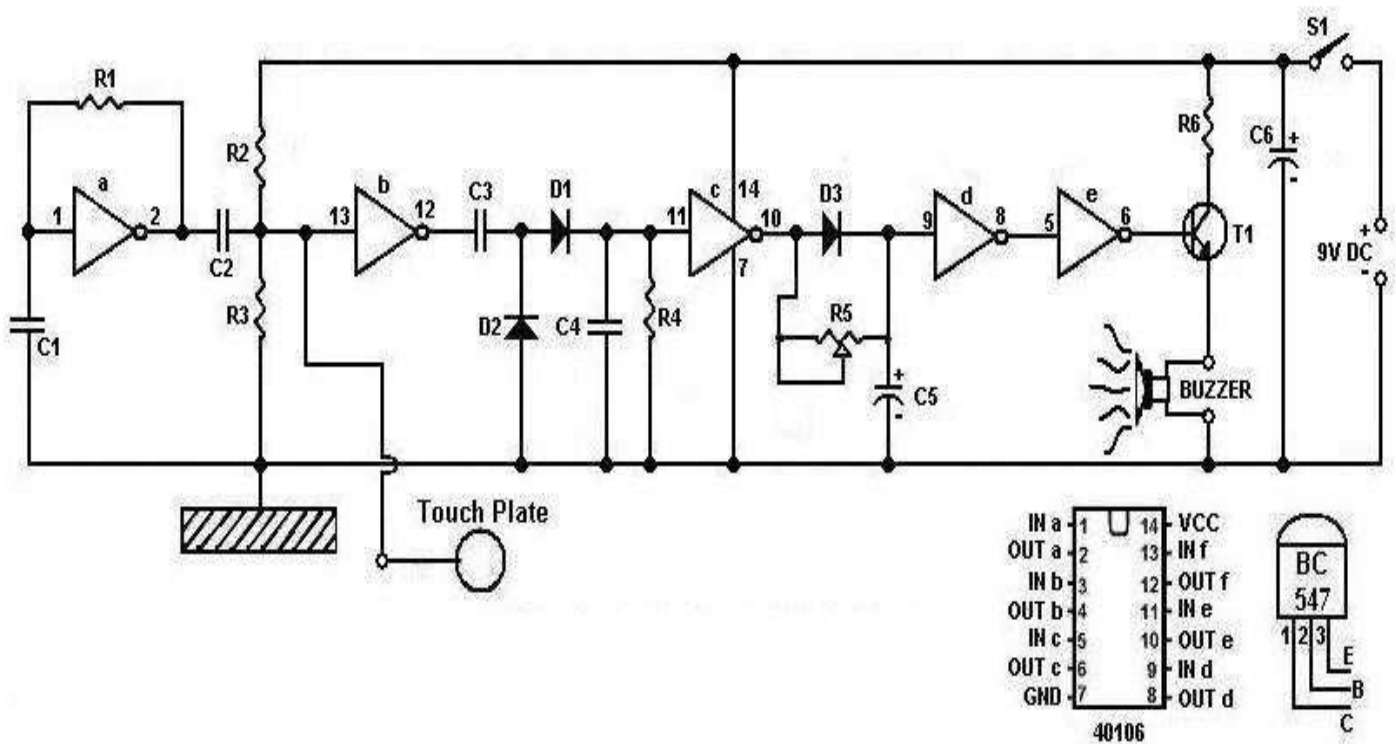 S1
R1
R2
a
1
2
C2
C1
R3
b
13
12
C3
D1
D2
C4
R4
c
14
11
10
7
D3
R5
C5
9
d
8
5
e
6
R6
T1
C6
+
-
+
-
+
9V DC
-
BUZZER
Touch Plate
IN a 1 14 VCC
OUT a 2 13 IN f
IN b 3 12 OUT f
OUT b 4 11 IN e
IN c 5 10 OUT e
OUT c 6 9 IN d
GND 7 8 OUT d
40106
BC
547
1 2 3
E
B
C